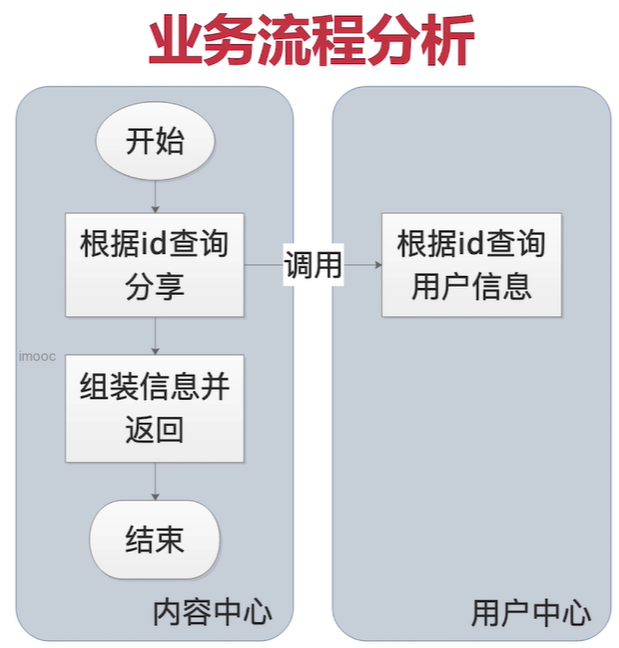 业务流程分析
开始
根据id查询
分享
调用
根据id查询
用户信息
imooc
组装信息并
返回
结束
内容中心
用户中心